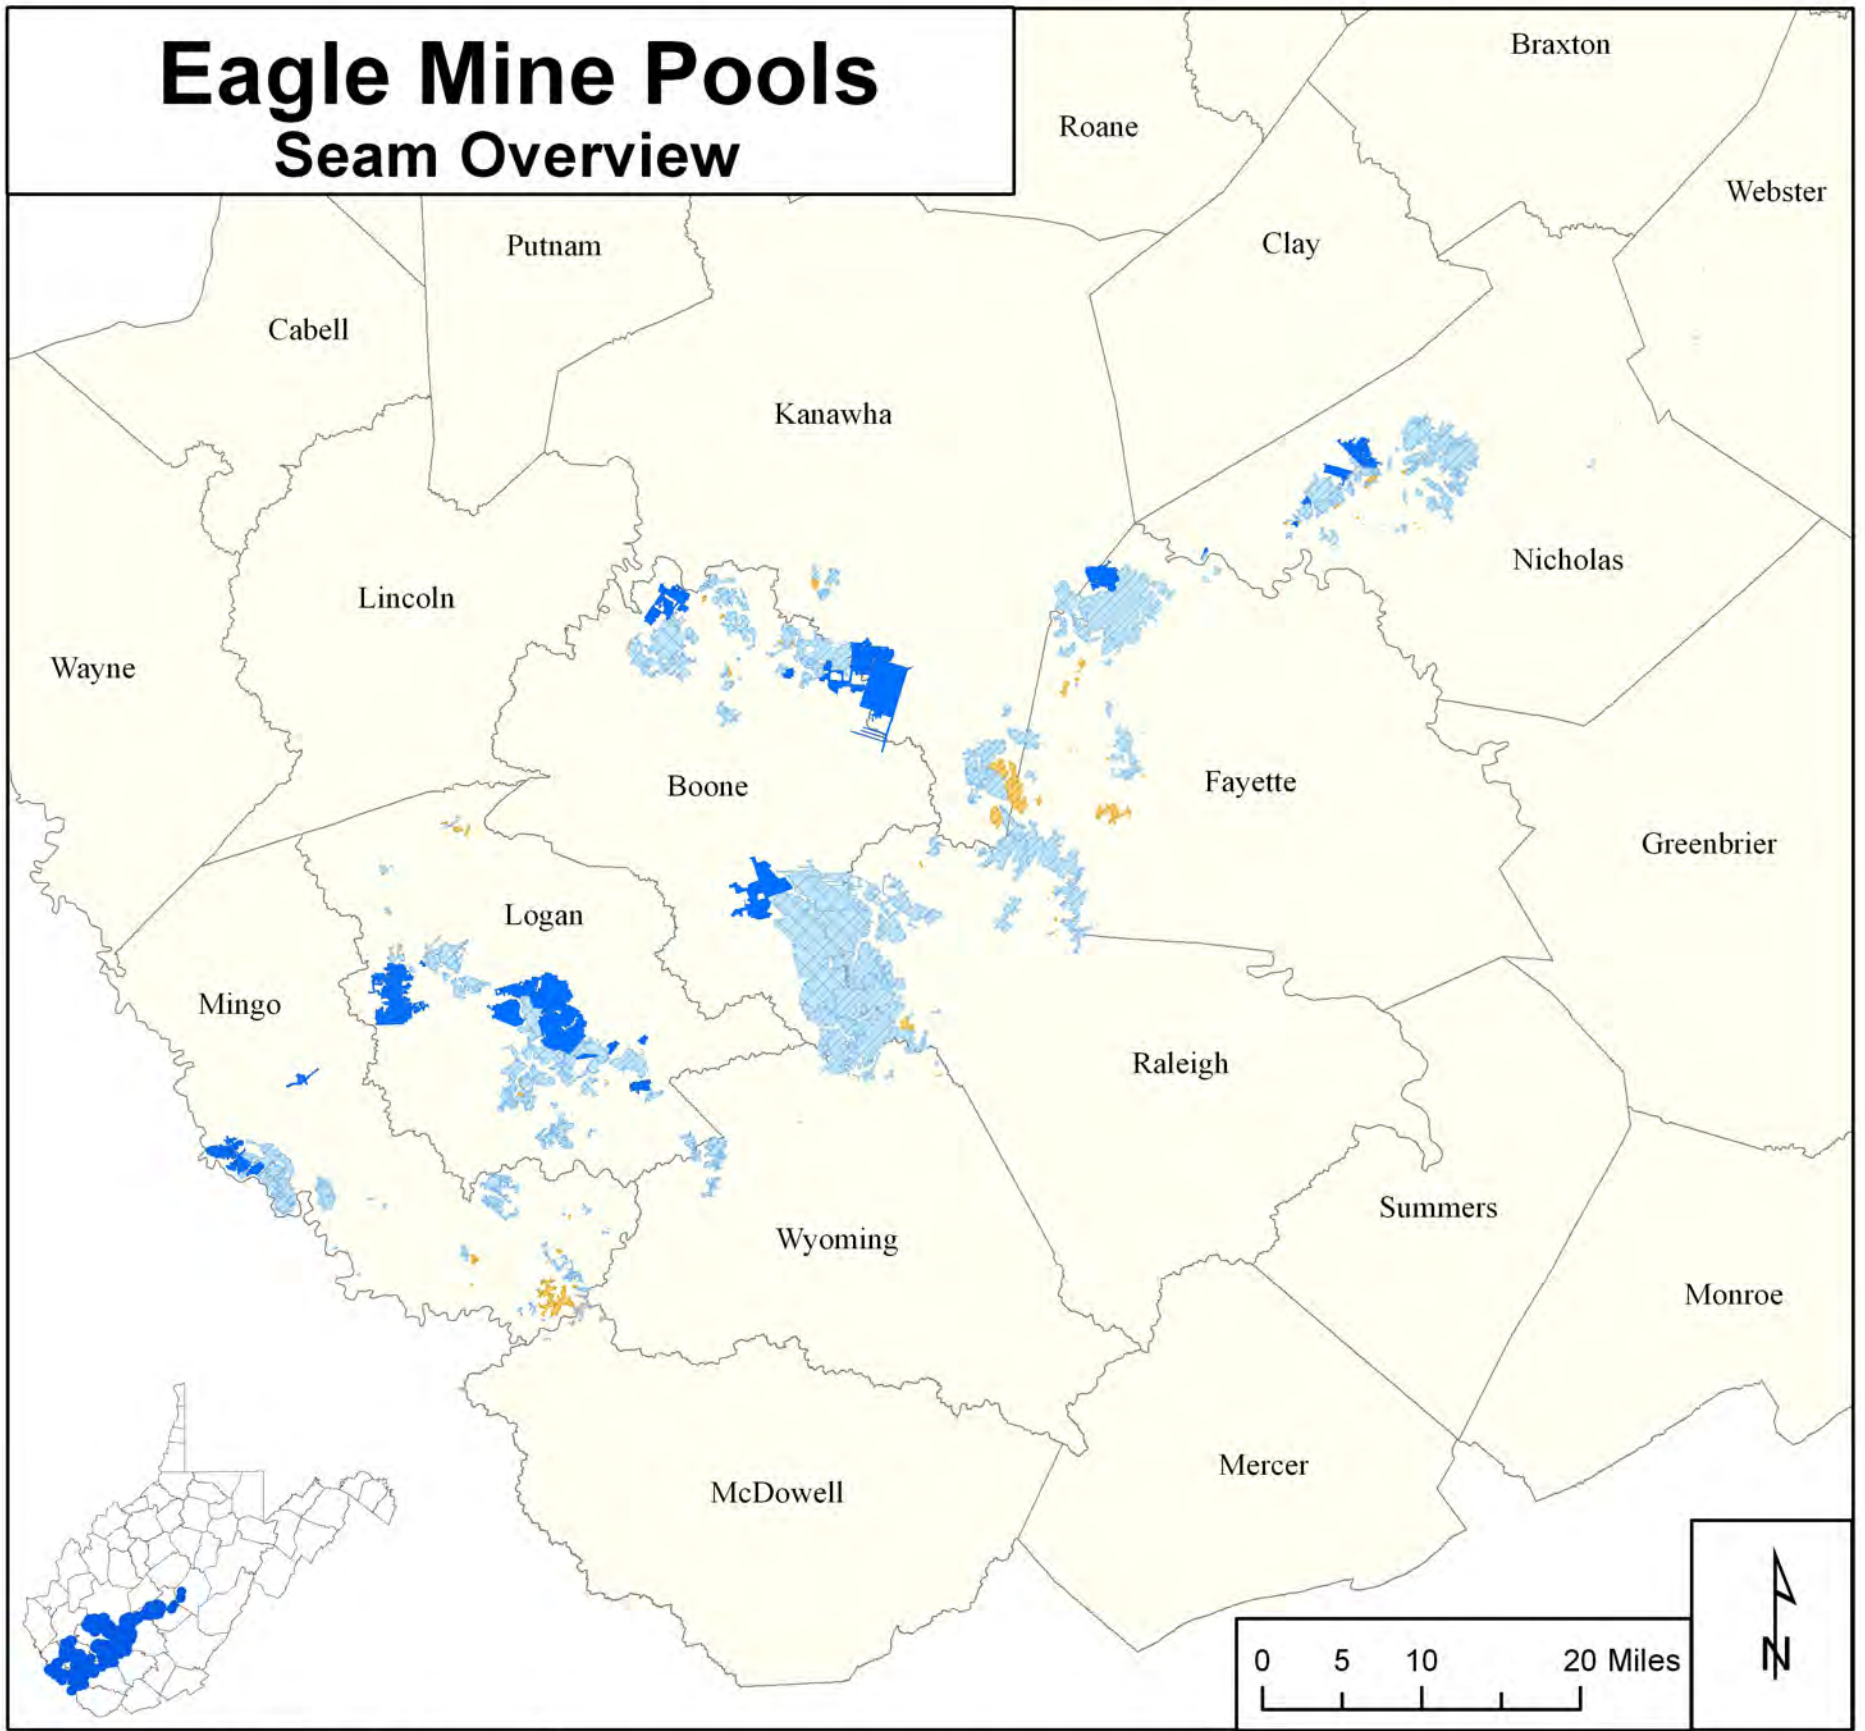 Eagle Mine Pools
Seam Overview
Braxton
Roane
Webster
Putnam
Clay
Cabell
Kanawha
Nicholas
Lincoln
Wayne
Boone
Fayette
Greenbrier
Logan
Mingo
Raleigh
Summers
Wyoming
Monroe
Mercer
McDowell
0 5 10 20 Miles
N